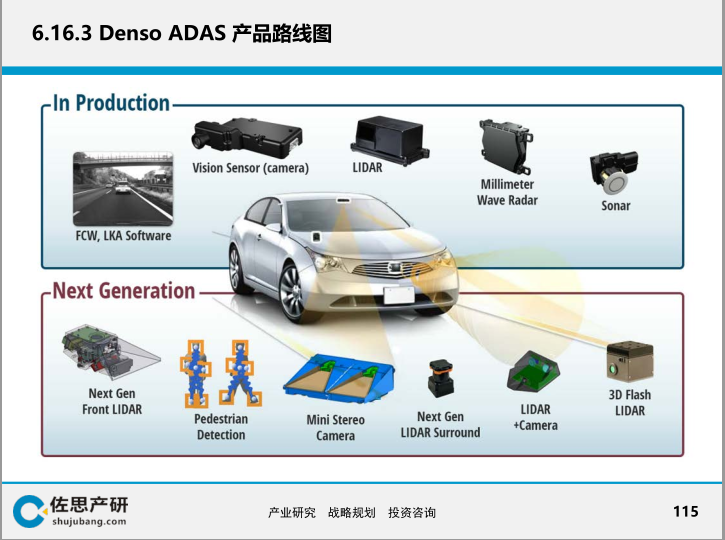 6.16.3 Denso ADAS 产品路线图
In Production
Vision Sensor (camera)
LIDAR
Millimeter
Wave Radar
Sonar
FCW, LKA Software
Next Generation
Next Gen
Front LIDAR
Pedestrian
Detection
Mini Stereo
Camera
Next Gen
LIDAR Surround
LIDAR
+Camera
3D Flash
LIDAR
佐思产研
shujubang.com
产业研究 战略规划 投资咨询
115